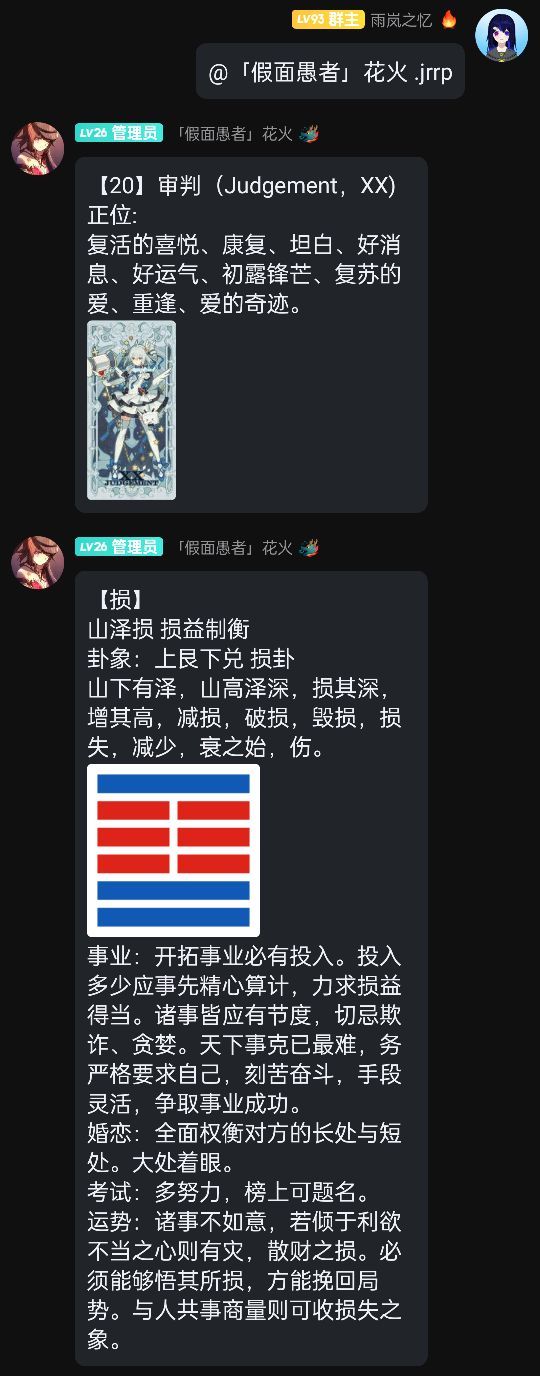 LV93 群主 雨岚之忆
@「假面愚者」花火 .jrrp
LV26 管理员 「假面愚者」花火
【20】审判（Judgement，XX)
正位:
复活的喜悦、康复、坦白、好消
息、好运气、初露锋芒、复苏的
爱、重逢、爱的奇迹。
XX
JUDGEMENT
LV26 管理员 「假面愚者」花火
【损】
山泽损 损益制衡
卦象：上艮下兑 损卦
山下有泽，山高泽深，损其深，
增其高，减损，破损，毁损，损
失，减少，衰之始，伤。
事业：开拓事业必有投入。投入
多少应事先精心算计，力求损益
得当。诸事皆应有节度，切忌欺
诈、贪婪。天下事克已最难，务
严格要求自己，刻苦奋斗，手段
灵活，争取事业成功。
婚恋：全面权衡对方的长处与短
处。大处着眼。
考试：多努力，榜上可题名。
运势：诸事不如意，若倾于利欲
不当之心则有灾，散财之损。必
须能够悟其所损，方能挽回局
势。与人共事商量则可收损失之
象。